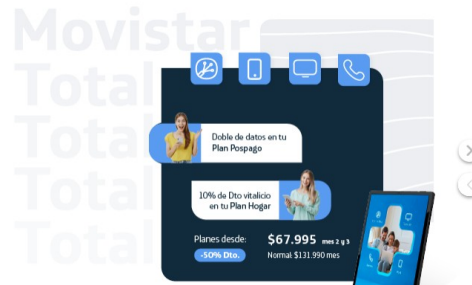 Movistar
Total
Total
Total
Total
Doble de datos en tu
Plan Pospago
10% de Dto vitalicio
en tu Plan Hogar
Planes desde:
$67.995 mes 2 y 3
-50% Dto.
Normal: $131.990 mes